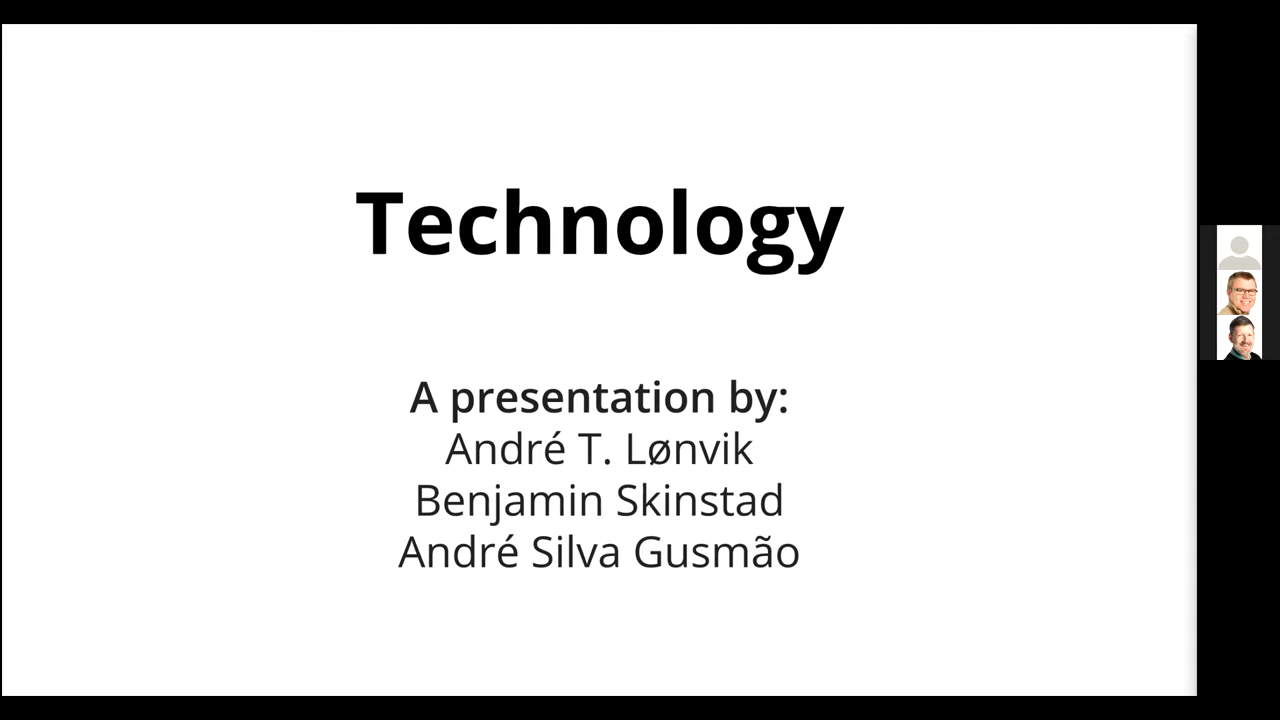 Technology
A presentation by:
André T. Lønvik
Benjamin Skinstad
André Silva Gusmão